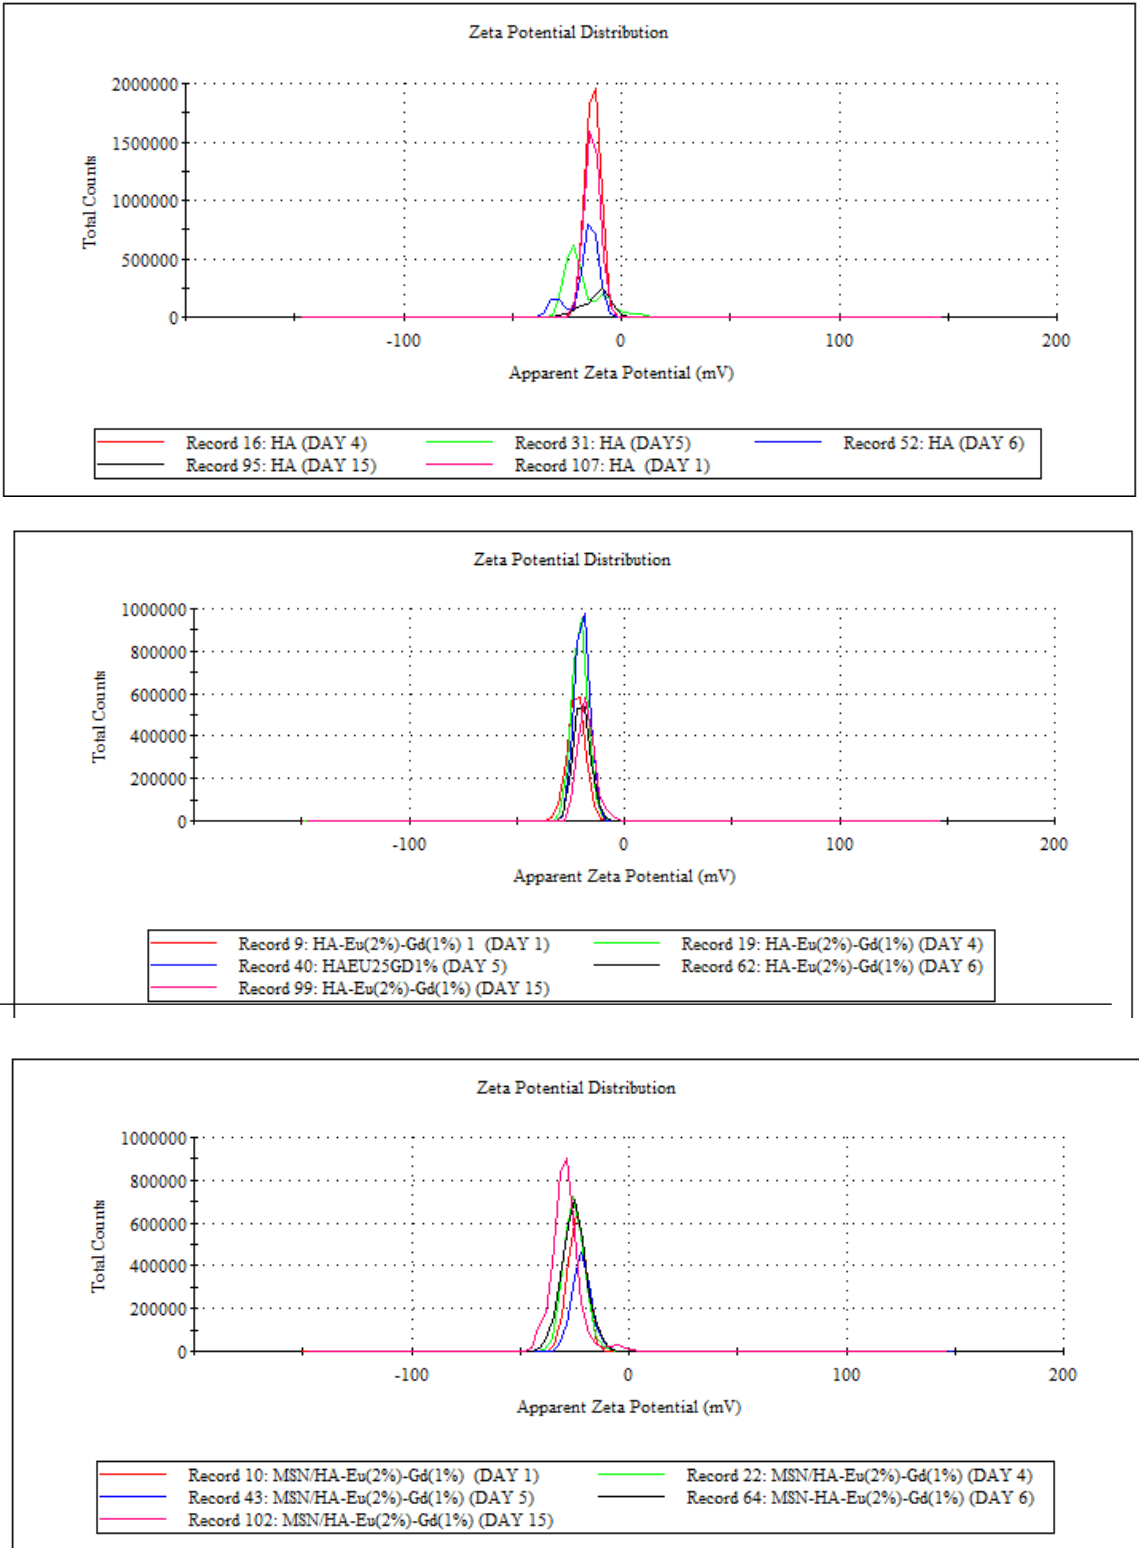 Zeta Potential Distribution
2000000
1500000
1000000
500000
0
Total Counts
-100 0 100 200
Apparent Zeta Potential (mV)
Record 16: HA (DAY 4) Record 31: HA (DAY5) Record 52: HA (DAY 6)
Record 95: HA (DAY 15) Record 107: HA (DAY 1)
Zeta Potential Distribution
1000000
800000
600000
400000
200000
0
Total Counts
-100 0 100 200
Apparent Zeta Potential (mV)
Record 9: HA-Eu(2%)-Gd(1%) 1 (DAY 1) Record 19: HA-Eu(2%)-Gd(1%) (DAY 4)
Record 40: HAEU25GD1% (DAY 5) Record 62: HA-Eu(2%)-Gd(1%) (DAY 6)
Record 99: HA-Eu(2%)-Gd(1%) (DAY 15)
Zeta Potential Distribution
1000000
800000
600000
400000
200000
0
Total Counts
-100 0 100 200
Apparent Zeta Potential (mV)
Record 10: MSN/HA-Eu(2%)-Gd(1%) (DAY 1) Record 22: MSN/HA-Eu(2%)-Gd(1%) (DAY 4)
Record 43: MSN/HA-Eu(2%)-Gd(1%) (DAY 5) Record 64: MSN-HA-Eu(2%)-Gd(1%) (DAY 6)
Record 102: MSN/HA-Eu(2%)-Gd(1%) (DAY 15)